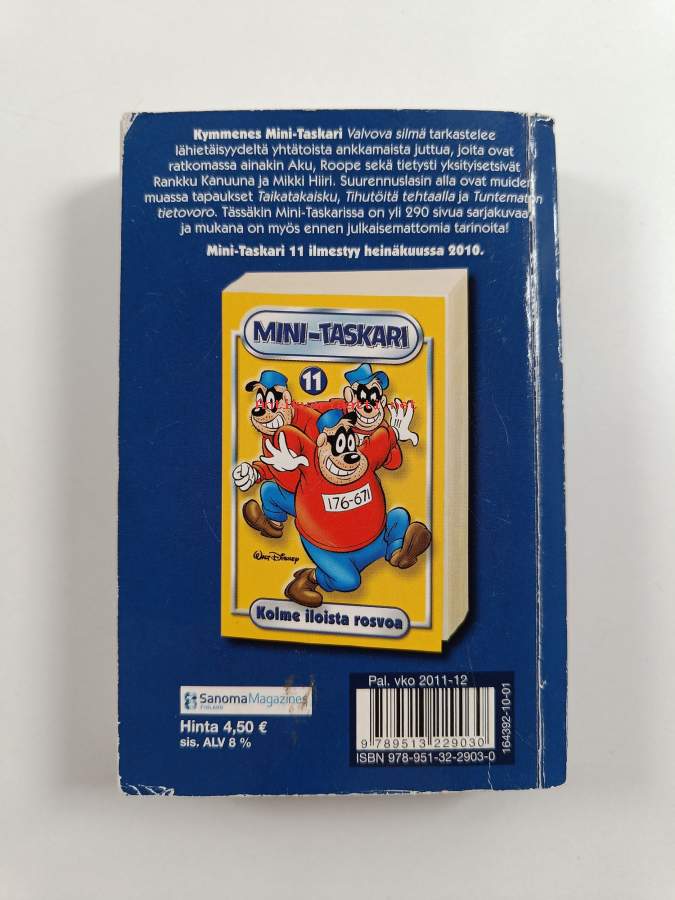 Kymmenes Mini-Taskari Valvova silmä tarkastelee
lähietäisyydeltä yhtätoista ankkamaista juttua, joita ovat
ratkomassa ainakin Aku, Roope sekä tietysti yksityisetsivät
Rankku Kanuuna ja Mikki Hiiri. Suurennuslasin alla ovat muiden
muassa tapaukset Taikatakaisku, Tihutöitä tehtaalla ja Tuntematon
tietovoro. Tässäkin Mini-Taskarissa on yli 290 sivua sarjakuvaa,
ja mukana on myös ennen julkaisemattomia tarinoita!
Mini-Taskari 11 ilmestyy heinäkuussa 2010.
MINI-TASKARI
11
176-671
WALT DISNEY
Kolme iloista rosvoa
SanomaMagazines
FINLAND
Hinta 4,50 €
sis. ALV 8 %
Pal. vko 2011-12
9 789513 229030
ISBN 978-951-32-2903-0
164392-10-01